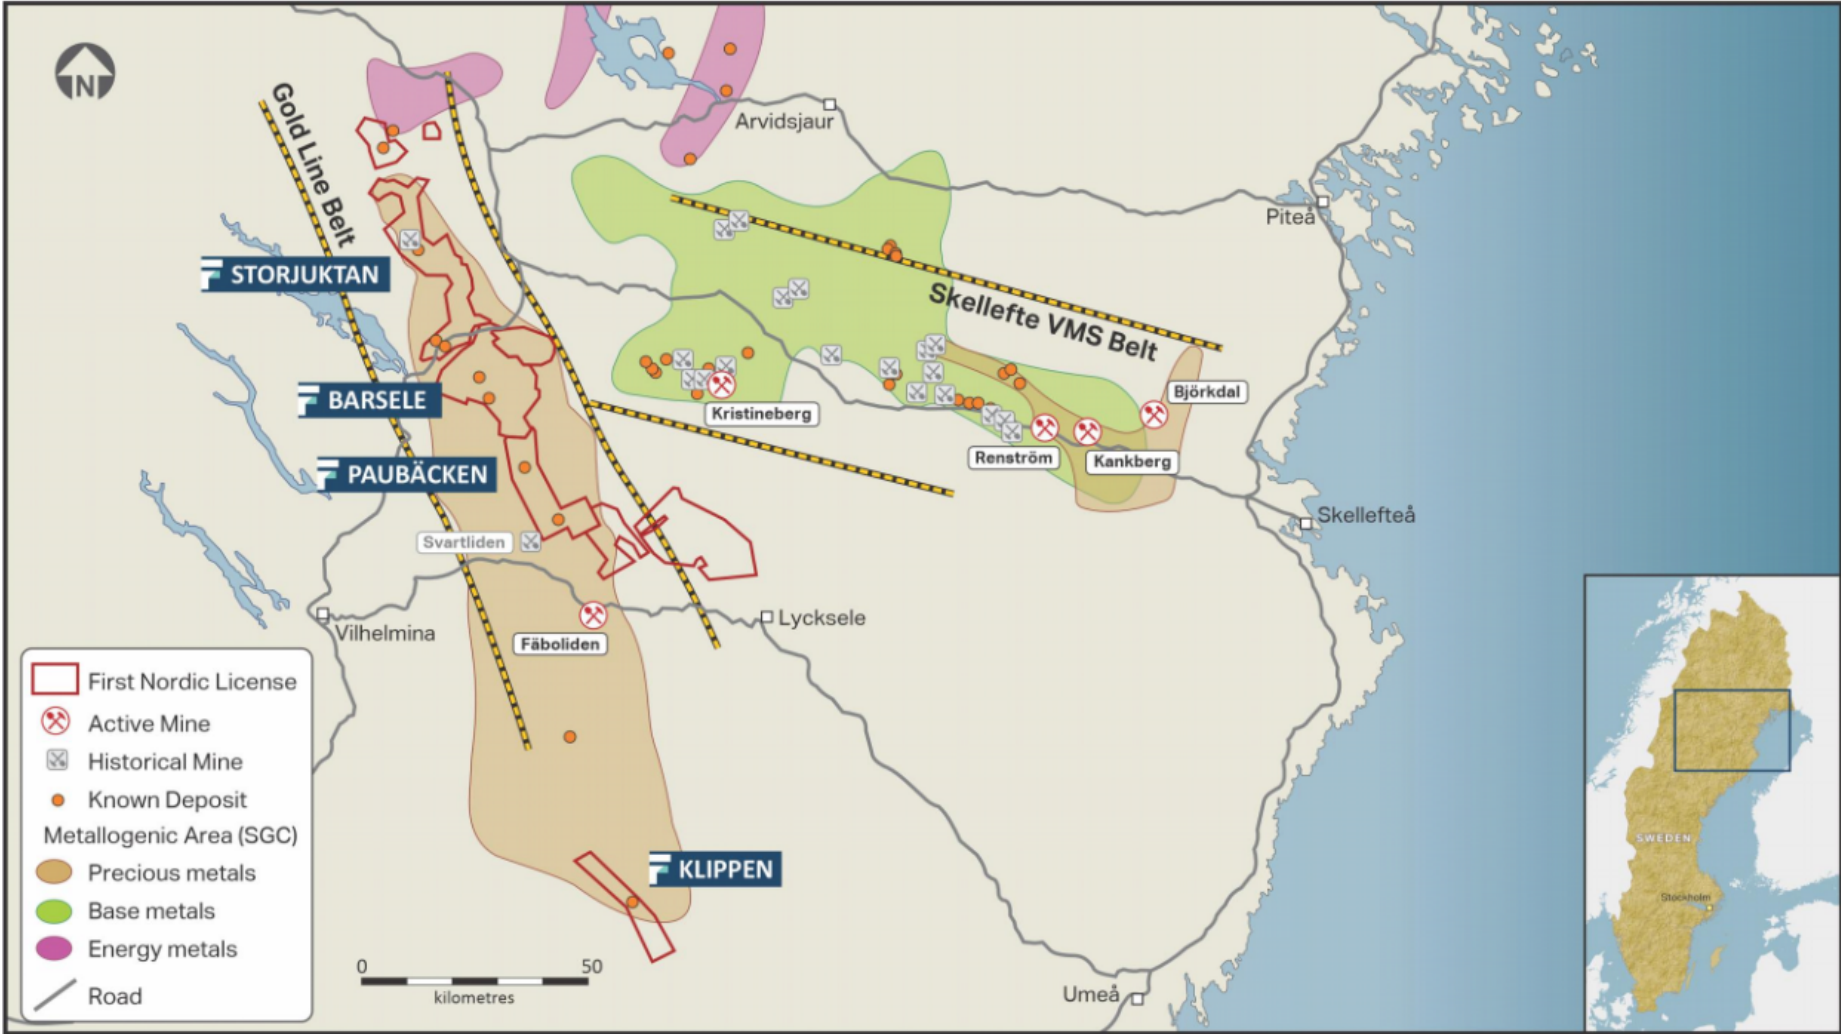 N
Gold Line Belt
Arvidsjaur
Piteå
STORJUKTAN
Skellefte VMS Belt
BARSELE
Kristineberg
Björkdal
Renström
Kankberg
PAUBÄCKEN
Skellefteå
Svartliden
Lycksele
Vilhelmina
Fäboliden
First Nordic License
Active Mine
Historical Mine
Known Deposit
Metallogenic Area (SGC)
Precious metals
Base metals
Energy metals
Road
KLIPPEN
0 50
kilometres
Umeå
SWEDEN
Stockholm